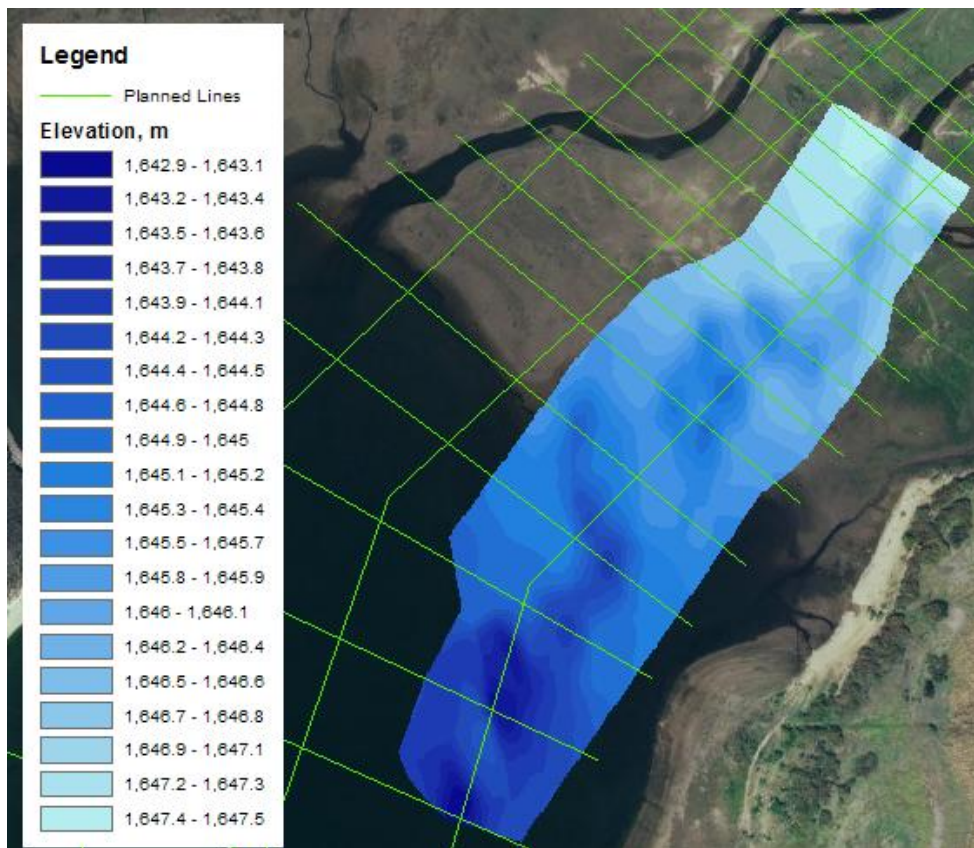 Legend
Planned Lines
Elevation, m
1,642.9 - 1,643.1
1,643.2 - 1,643.4
1,643.5 - 1,643.6
1,643.7 - 1,643.8
1,643.9 - 1,644.1
1,644.2 - 1,644.3
1,644.4 - 1,644.5
1,644.6 - 1,644.8
1,644.9 - 1,645
1,645.1 - 1,645.2
1,645.3 - 1,645.4
1,645.5 - 1,645.7
1,645.8 - 1,645.9
1,646 - 1,646.1
1,646.2 - 1,646.4
1,646.5 - 1,646.6
1,646.7 - 1,646.8
1,646.9 - 1,647.1
1,647.2 - 1,647.3
1,647.4 - 1,647.5